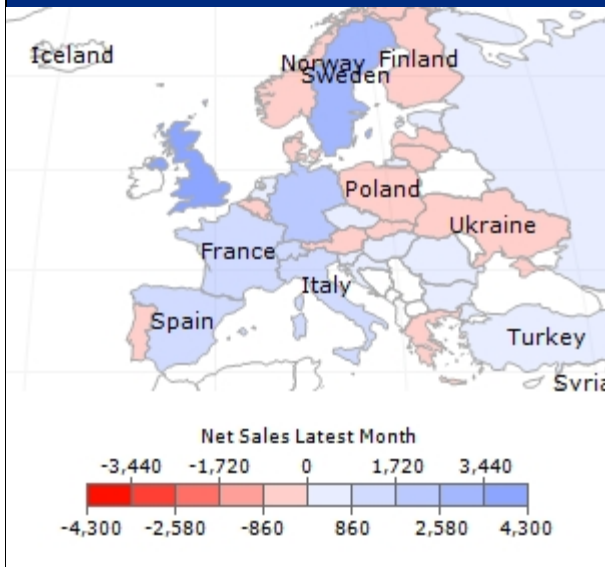 Iceland
Norway
Finland
Sweden
Poland
Ukraine
France
Italy
Spain
Turkey
Syria
Net Sales Latest Month
-3,440 -1,720 0 1,720 3,440
-4,300 -2,580 -860 860 2,580 4,300